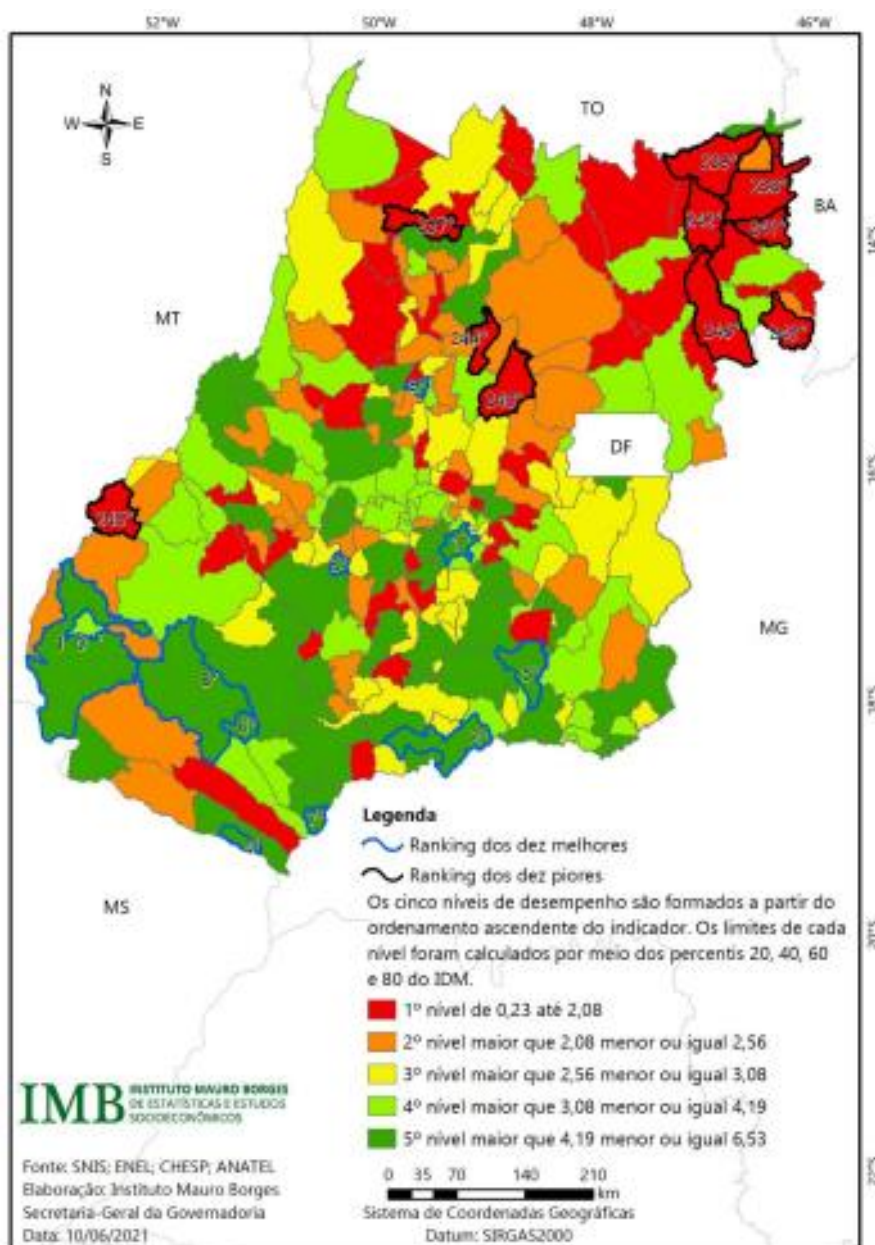 52°W 50°W 48°W 46°W
N
W E
S
TO
BA
MT
14°S
DF
16°S
MG
18°S
Legenda
Ranking dos dez melhores
Ranking dos dez piores
Os cinco níveis de desempenho são formados a partir do
ordenamento ascendente do indicador. Os limites de cada
nível foram calculados por meio dos percentis 20, 40, 60
e 80 do IDM.
MS
20°S
1º nível de 0,23 até 2,08
2º nível maior que 2,08 menor ou igual 2,56
3º nível maior que 2,56 menor ou igual 3,08
4º nível maior que 3,08 menor ou igual 4,19
5º nível maior que 4,19 menor ou igual 6,53
IMB INSTITUTO MAURO BORGES
DE ESTATÍSTICAS E ESTUDOS
SOCIOECONÔMICOS
22°S
Fonte: SNIS; ENEL; CHESP; ANATEL
Elaboração: Instituto Mauro Borges
Secretaria-Geral da Governadoria
Data: 10/06/2021
0 35 70 140 210
km
Sistema de Coordenadas Geográficas
Datum: SIRGAS2000